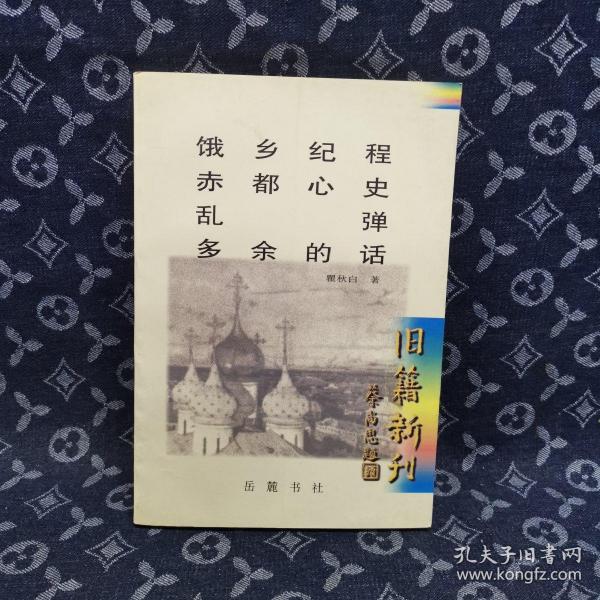 饿乡纪程
赤都心史
乱弹
多余的话
瞿秋白 著
旧籍新刊
蔡尚思题
岳麓书社
孔夫子旧书网
www.kongfz.com